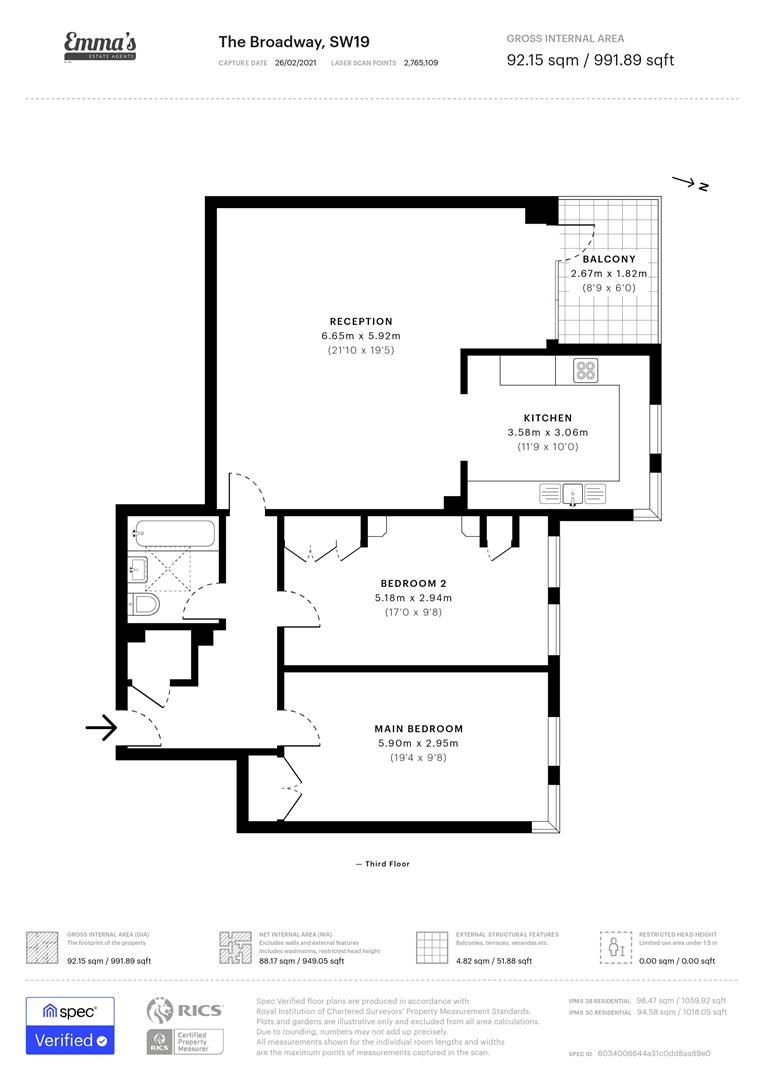 Emma's
ESTATE AGENTS
The Broadway, SW19
CAPTURE DATE 26/02/2021 LASER SCAN POINTS 2,765,109
GROSS INTERNAL AREA
92.15 sqm / 991.89 sqft
N
BALCONY
2.67m x 1.82m
(8'9 x 6'0)
RECEPTION
6.65m x 5.92m
(21'10 x 19'5)
KITCHEN
3.58m x 3.06m
(11'9 x 10'0)
BEDROOM 2
5.18m x 2.94m
(17'0 x 9'8)
MAIN BEDROOM
5.90m x 2.95m
(19'4 x 9'8)
— Third Floor
GROSS INTERNAL AREA (GIA)
The footprint of the property
92.15 sqm / 991.89 sqft
NET INTERNAL AREA (NIA)
Excludes walls and external features
Includes washrooms, restricted head height
88.17 sqm / 949.05 sqft
EXTERNAL STRUCTURAL FEATURES
Balconies, terraces, verandas etc.
4.82 sqm / 51.88 sqft
RESTRICTED HEAD HEIGHT
Limited use area under 1.5 m
0.00 sqm / 0.00 sqft
spec
Verified
RICS
RICS
Certified
Property
Measurer
Spec Verified floor plans are produced in accordance with
Royal Institution of Chartered Surveyors' Property Measurement Standards.
Plots and gardens are illustrative only and excluded from all area calculations.
Due to rounding, numbers may not add up precisely.
All measurements shown for the individual room lengths and widths
are the maximum points of measurements captured in the scan.
IPMS 3B RESIDENTIAL 98.47 sqm / 1059.92 sqft
IPMS 3C RESIDENTIAL 94.58 sqm / 1018.05 sqft
SPEC ID 6034006644a31c0dd8aa89e0